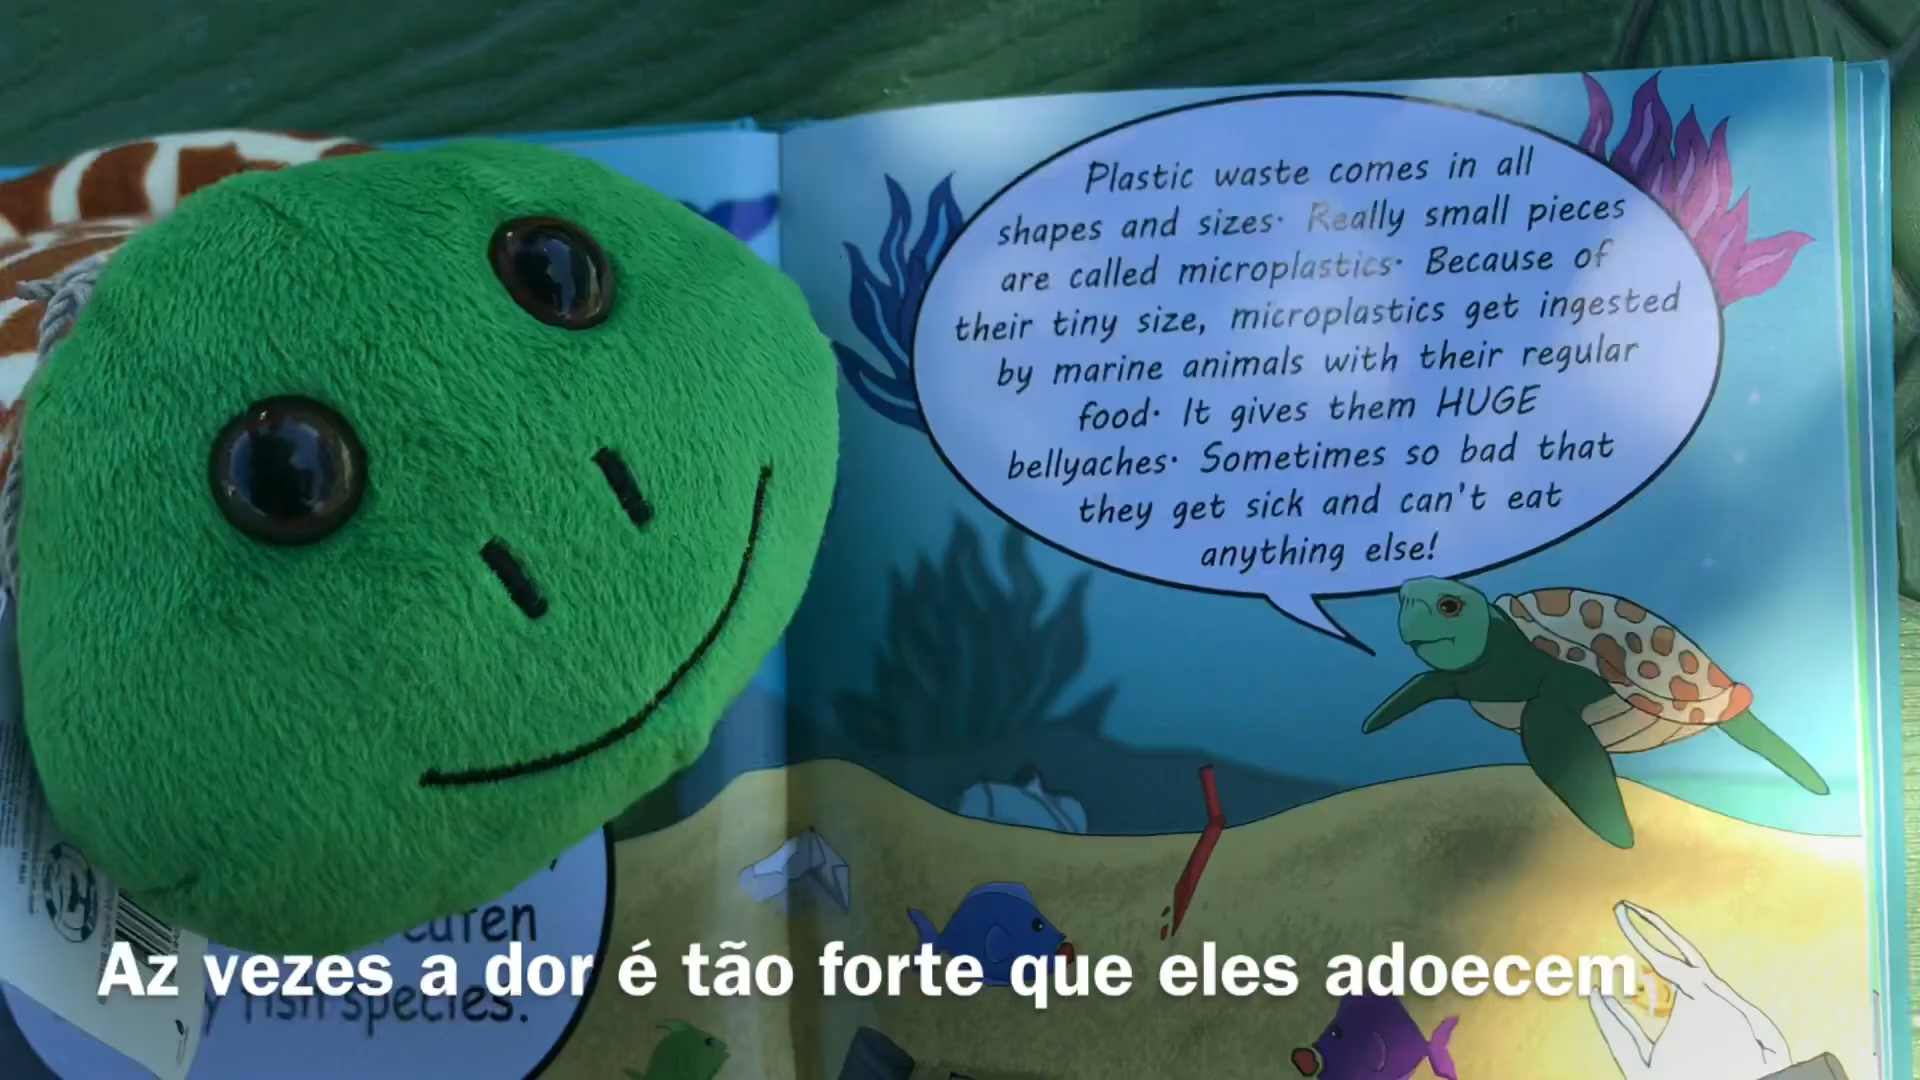 Plastic waste comes in all
shapes and sizes. Really small pieces
are called microplastics. Because of
their tiny size, microplastics get ingested
by marine animals with their regular
food. It gives them HUGE
bellyaches. Sometimes so bad that
they get sick and can't eat
anything else!
y fish species.
Az vezes a dor é tão forte que eles adoecem